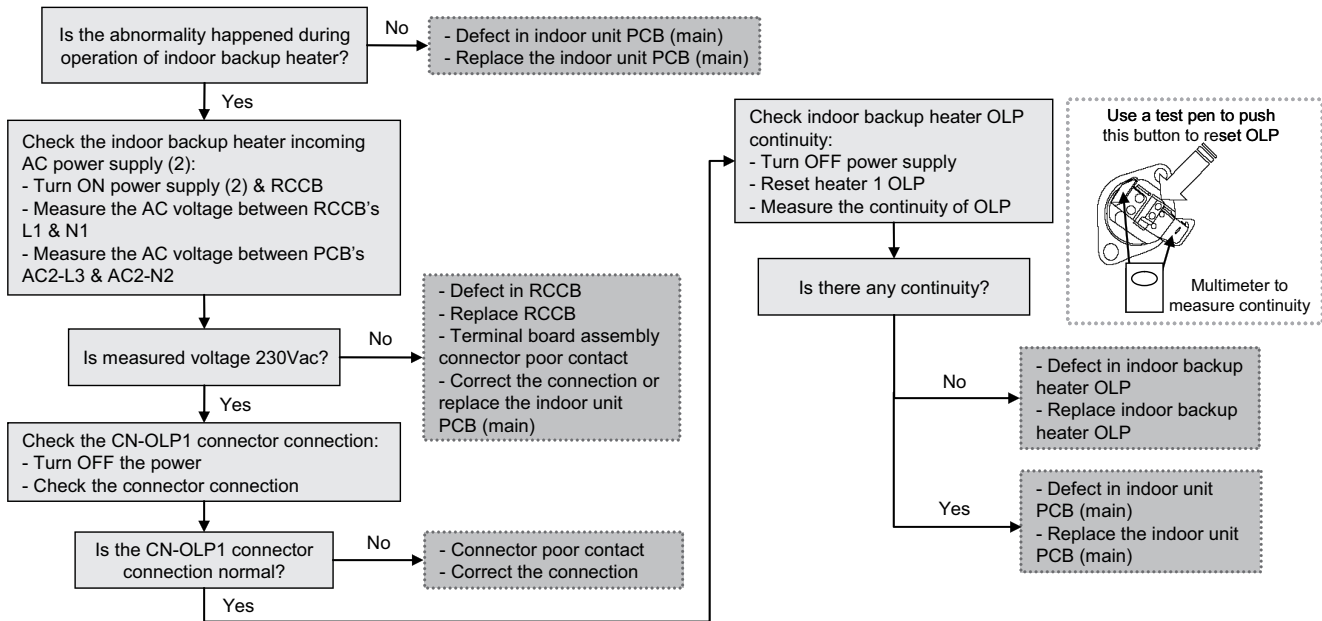 Is the abnormality happened during
operation of indoor backup heater?
No
- Defect in indoor unit PCB (main)
- Replace the indoor unit PCB (main)
Yes
Check the indoor backup heater incoming
AC power supply (2):
- Turn ON power supply (2) & RCCB
- Measure the AC voltage between RCCB's
L1 & N1
- Measure the AC voltage between PCB's
AC2-L3 & AC2-N2
Is measured voltage 230Vac?
No
- Defect in RCCB
- Replace RCCB
- Terminal board assembly
connector poor contact
- Correct the connection or
replace the indoor unit
PCB (main)
Yes
Check the CN-OLP1 connector connection:
- Turn OFF the power
- Check the connector connection
Is the CN-OLP1 connector
connection normal?
No
- Connector poor contact
- Correct the connection
Yes
Check indoor backup heater OLP
continuity:
- Turn OFF power supply
- Reset heater 1 OLP
- Measure the continuity of OLP
Is there any continuity?
No
- Defect in indoor backup
heater OLP
- Replace indoor backup
heater OLP
Yes
- Defect in indoor unit
PCB (main)
- Replace the indoor unit
PCB (main)
Use a test pen to push
this button to reset OLP
Multimeter to
measure continuity